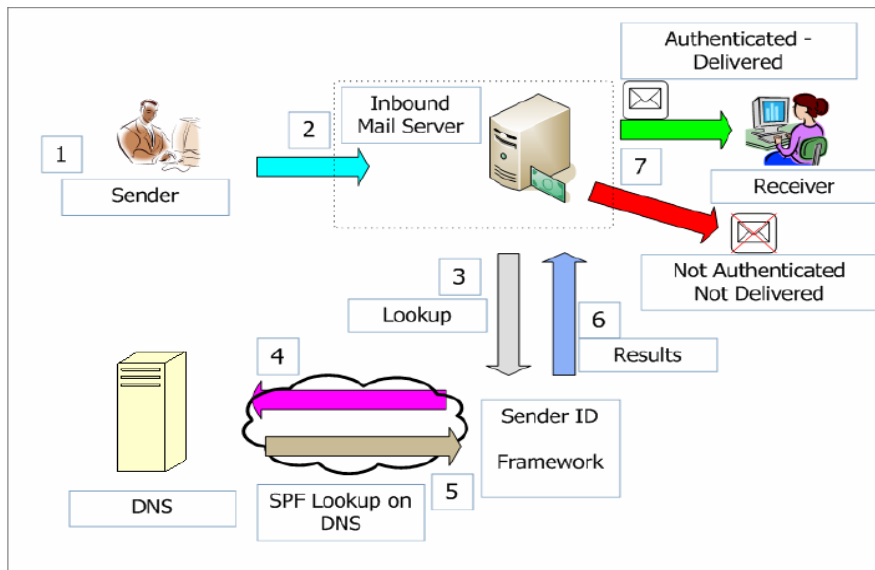 Authenticated -
Delivered
Inbound
Mail Server
2
1
Sender
7
Receiver
Not Authenticated
Not Delivered
3
Lookup
6
Results
4
Sender ID
Framework
5
DNS
SPF Lookup on
DNS